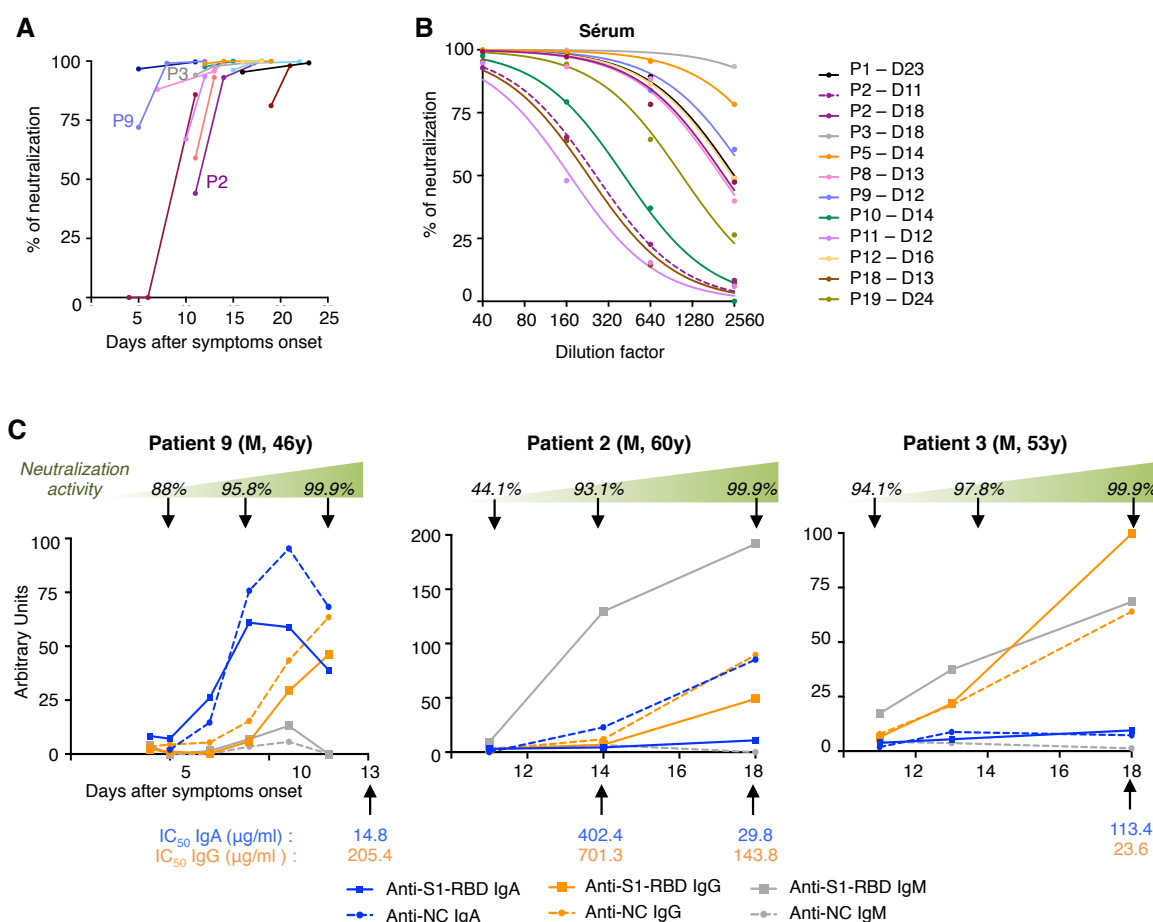 A
% of neutralization
100
75
50
25
0
P9
P3
P2
5
10
15
20
25
Days after symptoms onset
B
Sérum
% of neutralization
100
75
50
25
0
40
80
160
320
640
1280
2560
Dilution factor
P1 – D23
P2 – D11
P2 – D18
P3 – D18
P5 – D14
P8 – D13
P9 – D12
P10 – D14
P11 – D12
P12 – D16
P18 – D13
P19 – D24
C
Neutralization
activity
Patient 9 (M, 46y)
88%
95.8%
99.9%
Arbitrary Units
100
75
50
25
0
5
10
13
Days after symptoms onset
Patient 2 (M, 60y)
44.1%
93.1%
99.9%
200
150
100
50
0
12
14
16
18
Patient 3 (M, 53y)
94.1%
97.8%
99.9%
100
75
50
25
0
12
14
16
18
IC50 IgA (µg/ml) :
14.8
402.4
29.8
113.4
IC50 IgG (µg/ml ) :
205.4
701.3
143.8
23.6
Anti-S1-RBD IgA
Anti-S1-RBD IgG
Anti-S1-RBD IgM
Anti-NC IgA
Anti-NC IgG
Anti-NC IgM